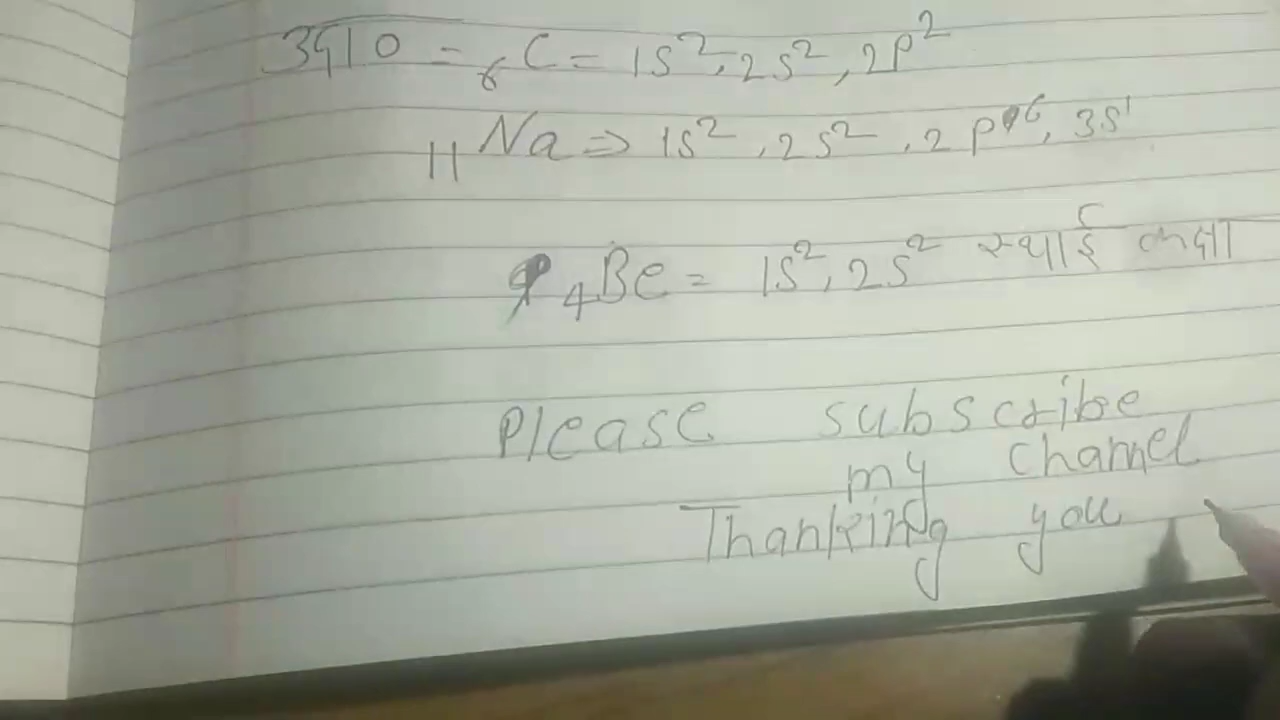 उदा० = ₆C = 1s², 2s², 2p²
₁₁Na => 1s², 2s², 2p⁶, 3s¹
₄Be = 1s², 2s² स्थाई कक्षा
Please subscribe
my channel
Thanking you